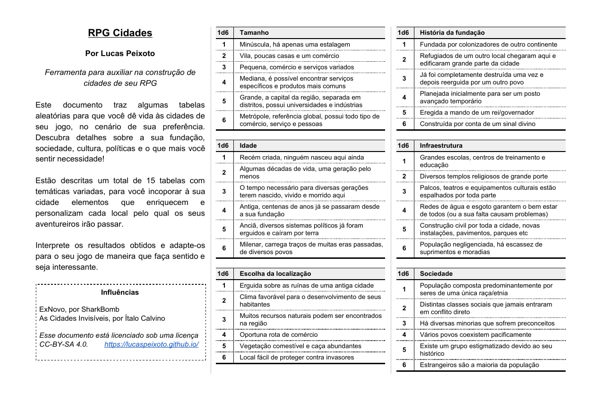 RPG Cidades
Por Lucas Peixoto
Ferramenta para auxiliar na construção de
cidades de seu RPG
Este documento traz algumas tabelas
aleatórias para que você dê vida às cidades de
seu jogo, no cenário de sua preferência.
Descubra detalhes sobre a sua fundação,
sociedade, cultura, políticas e o que mais você
sentir necessidade!
Estão descritas um total de 15 tabelas com
temáticas variadas, para você incoporar à sua
cidade elementos que enriquecem e
personalizam cada local pelo qual os seus
aventureiros irão passar.
Interprete os resultados obtidos e adapte-os
para o seu jogo de maneira que faça sentido e
seja interessante.
Influências
ExNovo, por SharkBomb
As Cidades Invisíveis, por Ítalo Calvino
Esse documento está licenciado sob uma licença
CC-BY-SA 4.0. https://lucaspeixoto.github.io/
1d6 Tamanho
1 Minúscula, há apenas uma estalagem
2 Vila, poucas casas e um comércio
3 Pequena, comércio e serviços variados
4 Mediana, é possível encontrar serviços
específicos e produtos mais comuns
5 Grande, a capital da região, separada em
distritos, possui universidades e indústrias
6 Metrópole, referência global, possui todo tipo de
comércio, serviço e pessoas
1d6 Idade
1 Recém criada, ninguém nasceu aqui ainda
2 Algumas décadas de vida, uma geração pelo
menos
3 O tempo necessário para diversas gerações
terem nascido, vivido e morrido aqui
4 Antiga, centenas de anos já se passaram desde
a sua fundação
5 Anciã, diversos sistemas políticos já foram
erguidos e caíram por terra
6 Milenar, carrega traços de muitas eras passadas,
de diversos povos
1d6 Escolha da localização
1 Erguida sobre as ruínas de uma antiga cidade
2 Clima favorável para o desenvolvimento de seus
habitantes
3 Muitos recursos naturais podem ser encontrados
na região
4 Oportuna rota de comércio
5 Vegetação comestível e caça abundantes
6 Local fácil de proteger contra invasores
1d6 História da fundação
1 Fundada por colonizadores de outro continente
2 Refugiados de um outro local chegaram aqui e
edificaram grande parte da cidade
3 Já foi completamente destruída uma vez e
depois reerguida por um outro povo
4 Planejada inicialmente para ser um posto
avançado temporário
5 Eregida a mando de um rei/governador
6 Construída por conta de um sinal divino
1d6 Infraestrutura
1 Grandes escolas, centros de treinamento e
educação
2 Diversos templos religiosos de grande porte
3 Palcos, teatros e equipamentos culturais estão
espalhados por toda parte
4 Redes de água e esgoto garantem o bem estar
de todos (ou a sua falta causam problemas)
5 Construção civil por toda a cidade, novas
instalações, pavimentos, parques etc
6 População negligenciada, há escassez de
suprimentos e moradias
1d6 Sociedade
1 População composta predominantemente por
seres de uma única raça/etnia
2 Distintas classes sociais que jamais entraram
em conflito direto
3 Há diversas minorias que sofrem preconceitos
4 Vários povos coexistem pacificamente
5 Existe um grupo estigmatizado devido ao seu
histórico
6 Estrangeiros são a maioria da população